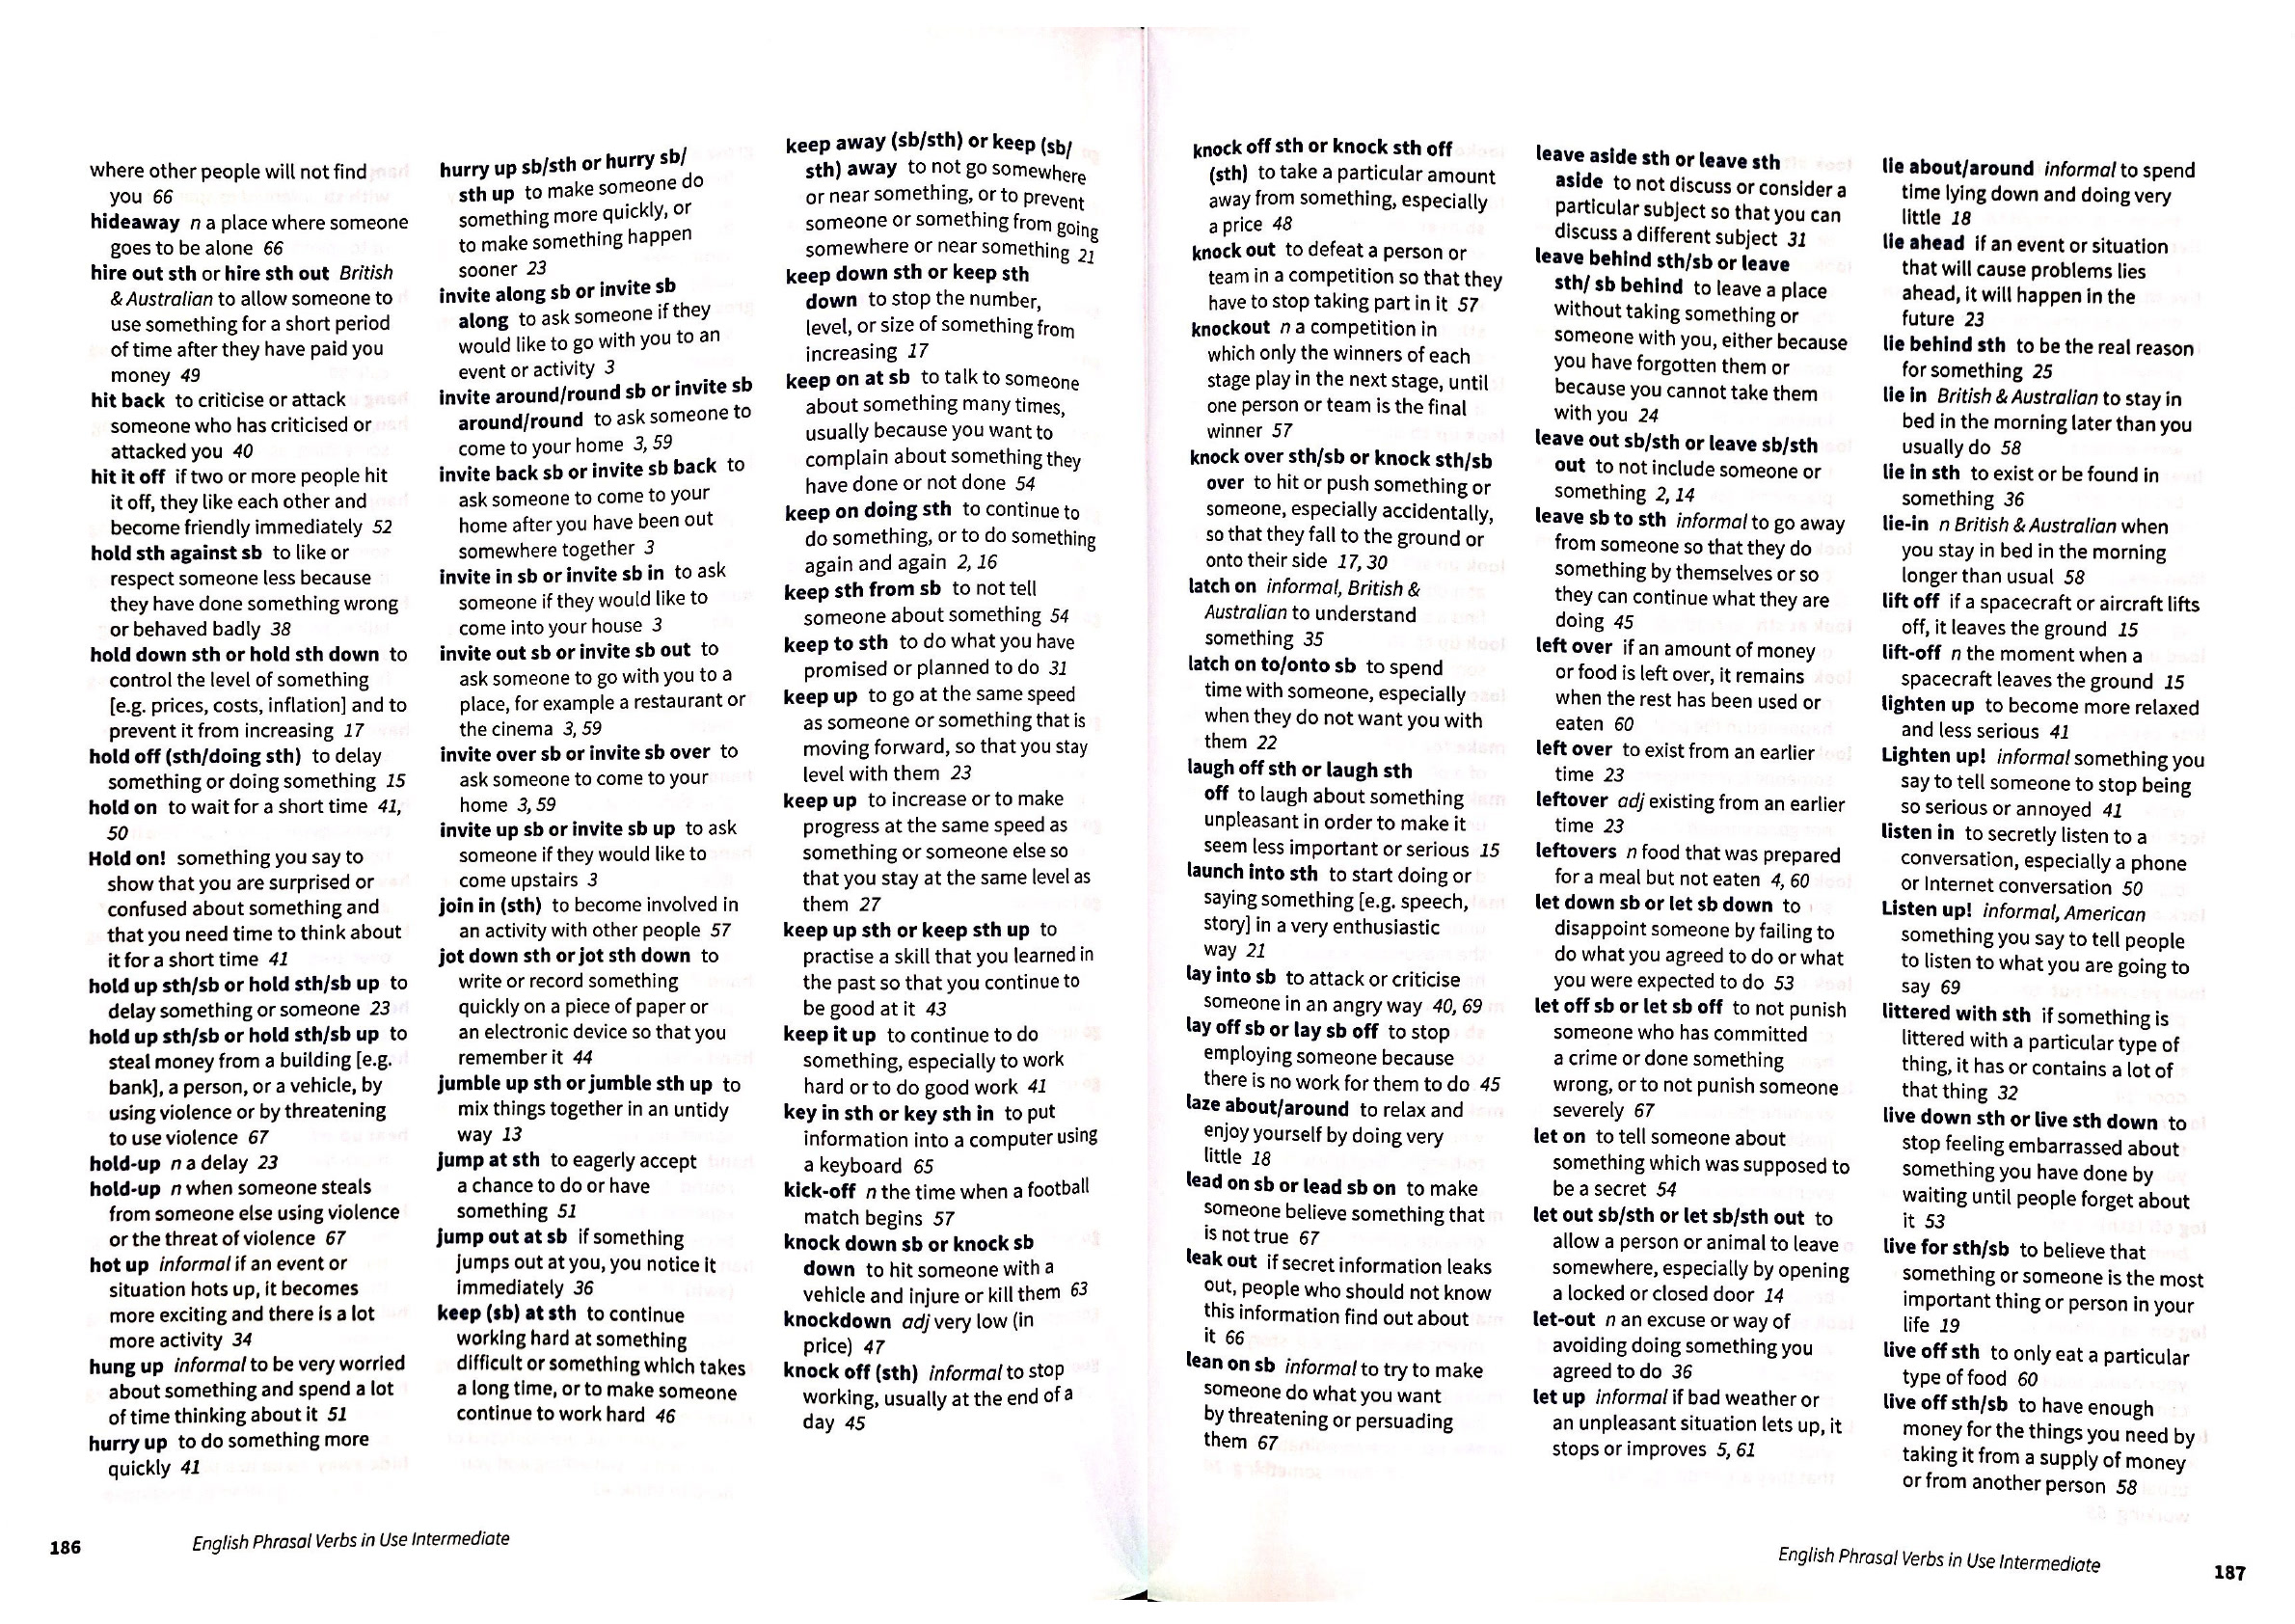 where other people will not find
you 66
hideaway n a place where someone
goes to be alone 66
hire out sth or hire sth out British
& Australian to allow someone to
use something for a short period
of time after they have paid you
money 49
hit back to criticise or attack
someone who has criticised or
attacked you 40
hit it off if two or more people hit
it off, they like each other and
become friendly immediately 52
hold sth against sb to like or
respect someone less because
they have done something wrong
or behaved badly 38
hold down sth or hold sth down to
control the level of something
[e.g. prices, costs, inflation] and to
prevent it from increasing 17
hold off (sth/doing sth) to delay
something or doing something 15
hold on to wait for a short time 41,
50
Hold on! something you say to
show that you are surprised or
confused about something and
that you need time to think about
it for a short time 41
hold up sth/sb or hold sth/sb up to
delay something or someone 23
hold up sth/sb or hold sth/sb up to
steal money from a building [e.g.
bank], a person, or a vehicle, by
using violence or by threatening
to use violence 67
hold-up n a delay 23
hold-up n when someone steals
from someone else using violence
or the threat of violence 67
hot up informal if an event or
situation hots up, it becomes
more exciting and there is a lot
more activity 34
hung up informal to be very worried
about something and spend a lot
of time thinking about it 51
hurry up to do something more
quickly 41
hurry up sb/sth or hurry sb/
sth up to make someone do
something more quickly, or
to make something happen
sooner 23
invite along sb or invite sb
along to ask someone if they
would like to go with you to an
event or activity 3
invite around/round sb or invite sb
around/round to ask someone to
come to your home 3, 59
invite back sb or invite sb back to
ask someone to come to your
home after you have been out
somewhere together 3
invite in sb or invite sb in to ask
someone if they would like to
come into your house 3
invite out sb or invite sb out to
ask someone to go with you to a
place, for example a restaurant or
the cinema 3, 59
invite over sb or invite sb over to
ask someone to come to your
home 3, 59
invite up sb or invite sb up to ask
someone if they would like to
come upstairs 3
join in (sth) to become involved in
an activity with other people 57
jot down sth or jot sth down to
write or record something
quickly on a piece of paper or
an electronic device so that you
remember it 44
jumble up sth or jumble sth up to
mix things together in an untidy
way 13
jump at sth to eagerly accept
a chance to do or have
something 51
jump out at sb if something
jumps out at you, you notice it
immediately 36
keep (sb) at sth to continue
working hard at something
difficult or something which takes
a long time, or to make someone
continue to work hard 46
keep away (sb/sth) or keep (sb/
sth) away to not go somewhere
or near something, or to prevent
someone or something from going
somewhere or near something 21
keep down sth or keep sth
down to stop the number,
level, or size of something from
increasing 17
keep on at sb to talk to someone
about something many times,
usually because you want to
complain about something they
have done or not done 54
keep on doing sth to continue to
do something, or to do something
again and again 2, 16
keep sth from sb to not tell
someone about something 54
keep to sth to do what you have
promised or planned to do 31
keep up to go at the same speed
as someone or something that is
moving forward, so that you stay
level with them 23
keep up to increase or to make
progress at the same speed as
something or someone else so
that you stay at the same level as
them 27
keep up sth or keep sth up to
practise a skill that you learned in
the past so that you continue to
be good at it 43
keep it up to continue to do
something, especially to work
hard or to do good work 41
key in sth or key sth in to put
information into a computer using
a keyboard 65
kick-off n the time when a football
match begins 57
knock down sb or knock sb
down to hit someone with a
vehicle and injure or kill them 63
knockdown adj very low (in
price) 47
knock off (sth) informal to stop
working, usually at the end of a
day 45
186 English Phrasal Verbs in Use Intermediate
knock off sth or knock sth off
(sth) to take a particular amount
away from something, especially
a price 48
knock out to defeat a person or
team in a competition so that they
have to stop taking part in it 57
knockout n a competition in
which only the winners of each
stage play in the next stage, until
one person or team is the final
winner 57
knock over sth/sb or knock sth/sb
over to hit or push something or
someone, especially accidentally,
so that they fall to the ground or
onto their side 17, 30
latch on informal, British &
Australian to understand
something 35
latch on to/onto sb to spend
time with someone, especially
when they do not want you with
them 22
laugh off sth or laugh sth
off to laugh about something
unpleasant in order to make it
seem less important or serious 15
launch into sth to start doing or
saying something [e.g. speech,
story] in a very enthusiastic
way 21
lay into sb to attack or criticise
someone in an angry way 40, 69
lay off sb or lay sb off to stop
employing someone because
there is no work for them to do 45
laze about/around to relax and
enjoy yourself by doing very
little 18
lead on sb or lead sb on to make
someone believe something that
is not true 67
leak out if secret information leaks
out, people who should not know
this information find out about
it 66
lean on sb informal to try to make
someone do what you want
by threatening or persuading
them 67
leave aside sth or leave sth
aside to not discuss or consider a
particular subject so that you can
discuss a different subject 31
leave behind sth/sb or leave
sth/ sb behind to leave a place
without taking something or
someone with you, either because
you have forgotten them or
because you cannot take them
with you 24
leave out sb/sth or leave sb/sth
out to not include someone or
something 2, 14
leave sb to sth informal to go away
from someone so that they do
something by themselves or so
they can continue what they are
doing 45
left over if an amount of money
or food is left over, it remains
when the rest has been used or
eaten 60
left over to exist from an earlier
time 23
leftover adj existing from an earlier
time 23
leftovers n food that was prepared
for a meal but not eaten 4, 60
let down sb or let sb down to
disappoint someone by failing to
do what you agreed to do or what
you were expected to do 53
let off sb or let sb off to not punish
someone who has committed
a crime or done something
wrong, or to not punish someone
severely 67
let on to tell someone about
something which was supposed to
be a secret 54
let out sb/sth or let sb/sth out to
allow a person or animal to leave
somewhere, especially by opening
a locked or closed door 14
let-out n an excuse or way of
avoiding doing something you
agreed to do 36
let up informal if bad weather or
an unpleasant situation lets up, it
stops or improves 5, 61
lie about/around informal to spend
time lying down and doing very
little 18
lie ahead if an event or situation
that will cause problems lies
ahead, it will happen in the
future 23
lie behind sth to be the real reason
for something 25
lie in British & Australian to stay in
bed in the morning later than you
usually do 58
lie in sth to exist or be found in
something 36
lie-in n British & Australian when
you stay in bed in the morning
longer than usual 58
lift off if a spacecraft or aircraft lifts
off, it leaves the ground 15
lift-off n the moment when a
spacecraft leaves the ground 15
lighten up to become more relaxed
and less serious 41
Lighten up! informal something you
say to tell someone to stop being
so serious or annoyed 41
listen in to secretly listen to a
conversation, especially a phone
or Internet conversation 50
Listen up! informal, American
something you say to tell people
to listen to what you are going to
say 69
littered with sth if something is
littered with a particular type of
thing, it has or contains a lot of
that thing 32
live down sth or live sth down to
stop feeling embarrassed about
something you have done by
waiting until people forget about
it 53
live for sth/sb to believe that
something or someone is the most
important thing or person in your
life 19
live off sth to only eat a particular
type of food 60
live off sth/sb to have enough
money for the things you need by
taking it from a supply of money
or from another person 58
English Phrasal Verbs in Use Intermediate 187